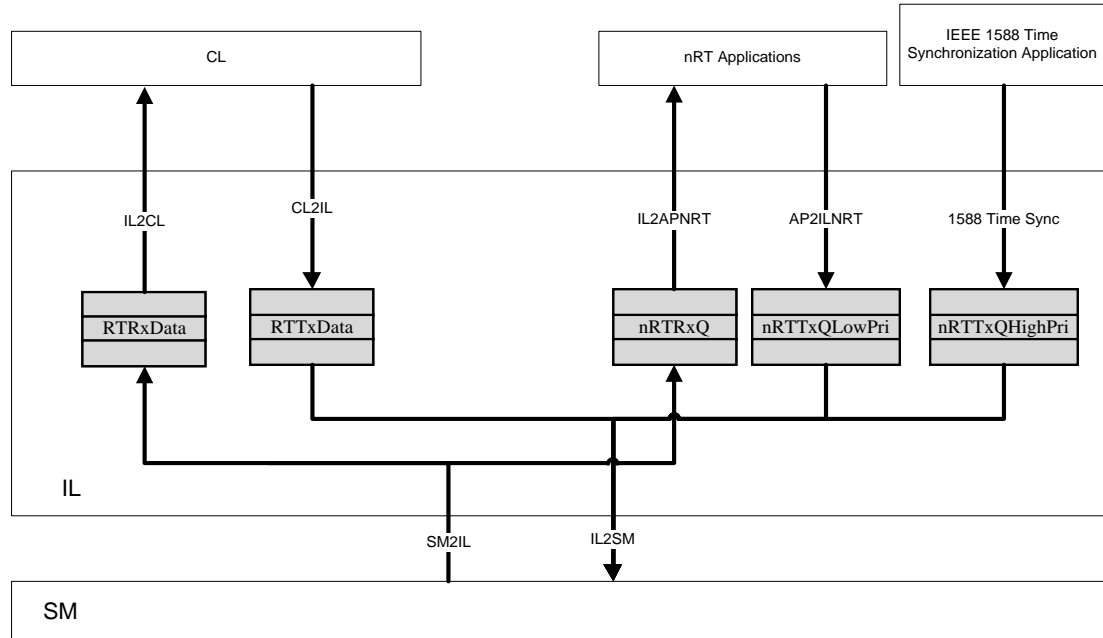 CL
nRT Applications
IEEE 1588 Time
Synchronization Application
IL2CL
CL2IL
IL2APNRT
AP2ILNRT
1588 Time Sync
RTRxData
RTTxData
nRTRxQ
nRTTxQLowPri
nRTTxQHighPri
IL
SM2IL
IL2SM
SM